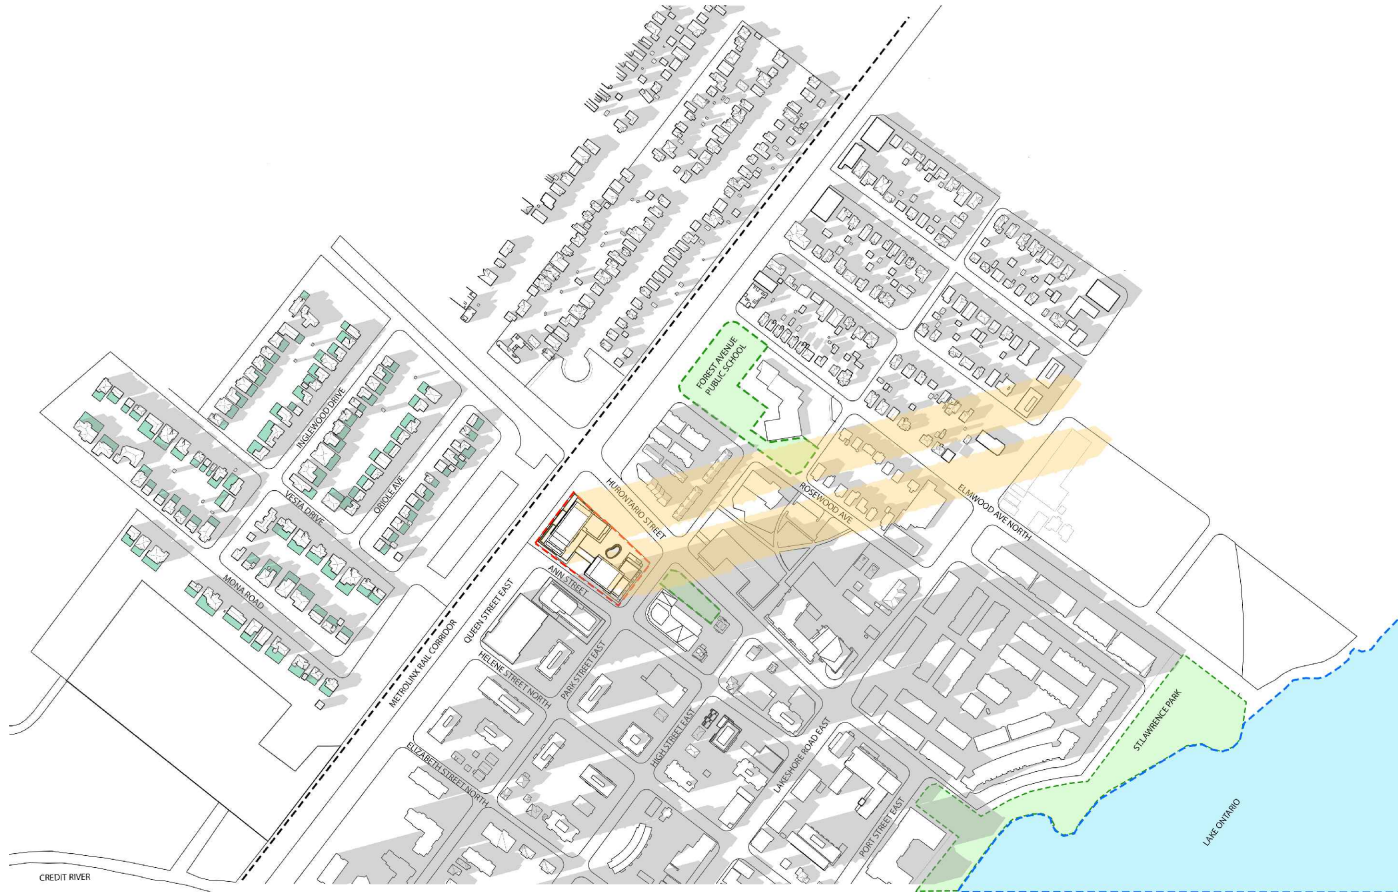 FOREST AVENUE
PUBLIC SCHOOL
INGLEWOOD DRIVE
ORIOLE AVE
VESTA DRIVE
HURONTARIO STREET
ROSEWOOD AVE
ELMWOOD AVE NORTH
MONA ROAD
ANN STREET
QUEEN STREET EAST
METROLINX RAIL CORRIDOR
HELENE STREET NORTH
PARK STREET EAST
HIGH STREET EAST
LAKESHORE ROAD EAST
ELIZABETH STREET NORTH
PORT STREET EAST
ST.LAWRENCE PARK
LAKE ONTARIO
CREDIT RIVER